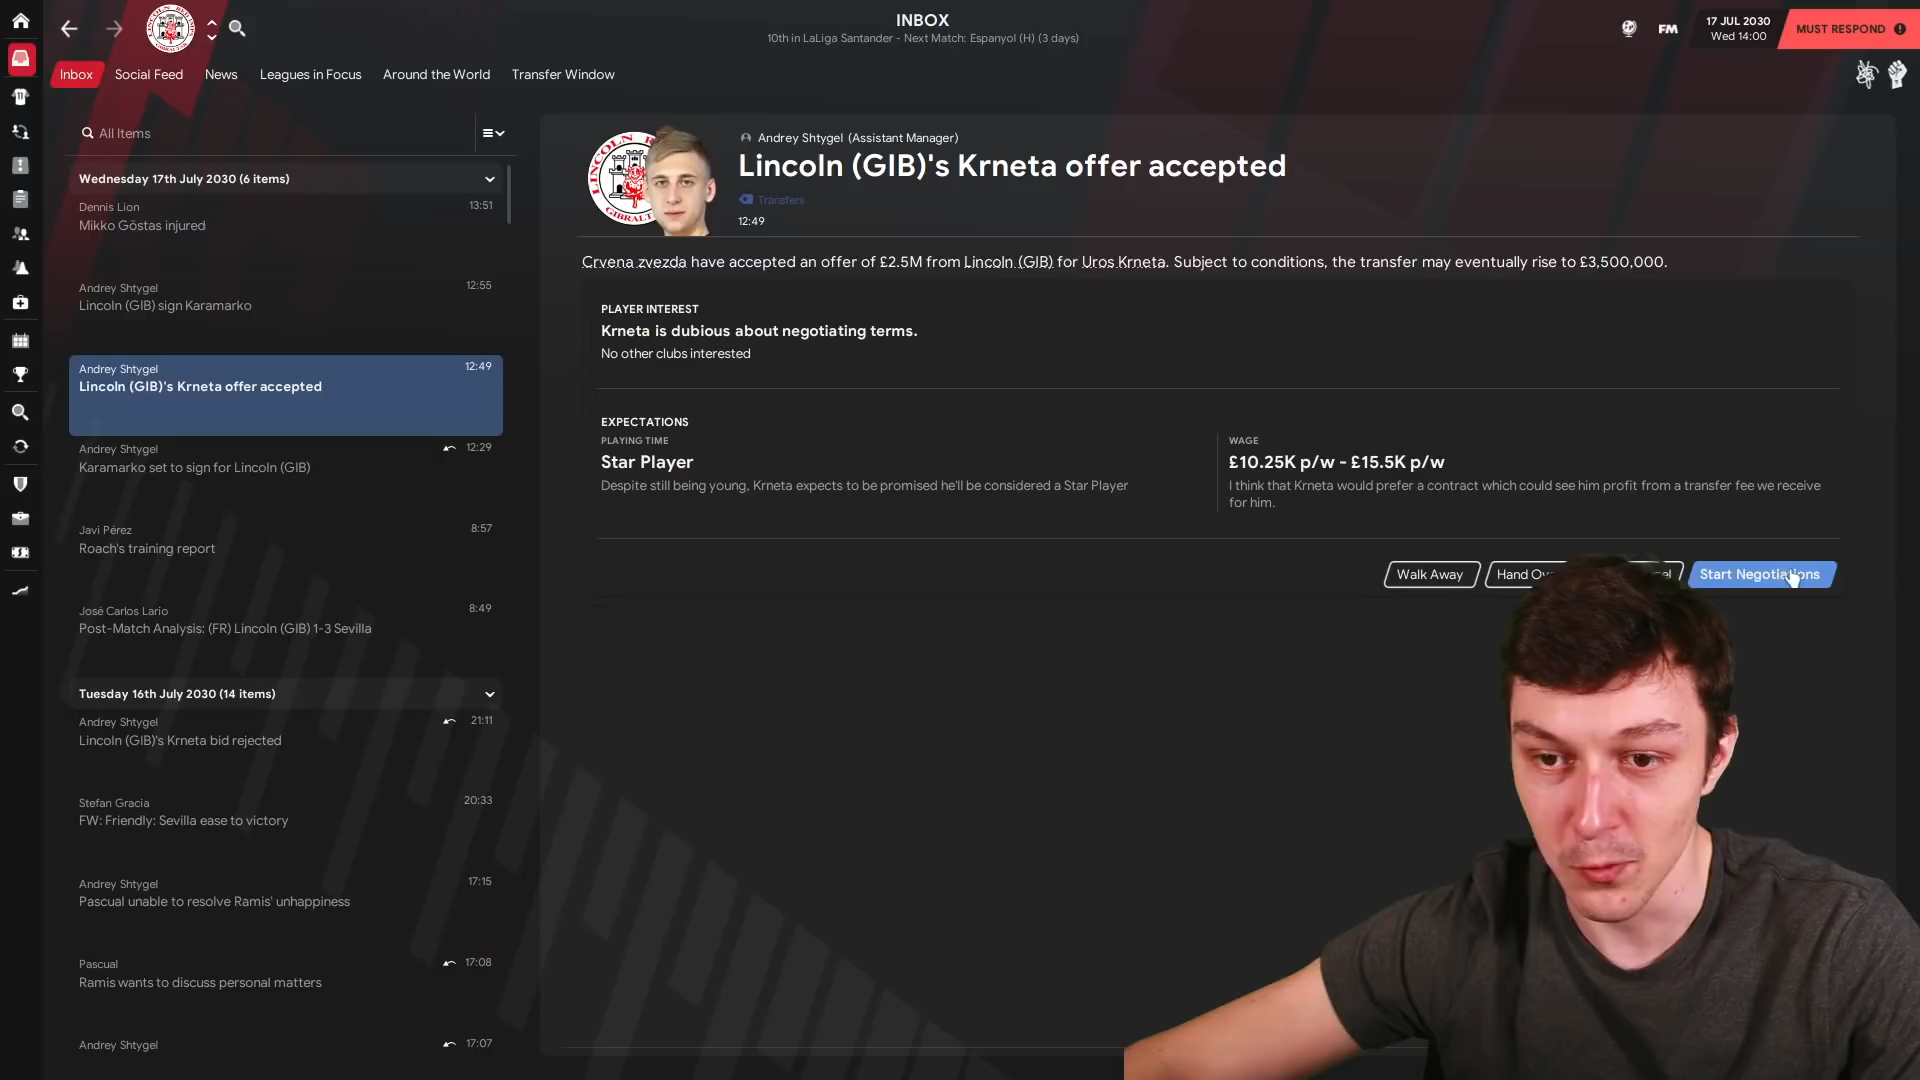 INBOX
10th in LaLiga Santander - Next Match: Espanyol (H) (3 days)
FM
17 JUL 2030
Wed 14:00
MUST RESPOND
Inbox
Social Feed
News
Leagues in Focus
Around the World
Transfer Window
All Items
Wednesday 17th July 2030 (6 items)
Dennis Lion
13:51
Mikko Göstas injured
Andrey Shtygel
12:55
Lincoln (GIB) sign Karamarko
Andrey Shtygel
12:49
Lincoln (GIB)'s Krneta offer accepted
Andrey Shtygel
12:29
Karamarko set to sign for Lincoln (GIB)
Javi Pérez
8:57
Roach's training report
José Carlos Lario
8:49
Post-Match Analysis: (FR) Lincoln (GIB) 1-3 Sevilla
Tuesday 16th July 2030 (14 items)
Andrey Shtygel
21:11
Lincoln (GIB)'s Krneta bid rejected
Stefan Gracia
20:33
FW: Friendly: Sevilla ease to victory
Andrey Shtygel
17:15
Pascual unable to resolve Ramis' unhappiness
Pascual
17:08
Ramis wants to discuss personal matters
Andrey Shtygel
17:07
Andrey Shtygel (Assistant Manager)
Lincoln (GIB)'s Krneta offer accepted
Transfers
12:49
Crvena zvezda have accepted an offer of £2.5M from Lincoln (GIB) for Uros Krneta. Subject to conditions, the transfer may eventually rise to £3,500,000.
PLAYER INTEREST
Krneta is dubious about negotiating terms.
No other clubs interested
EXPECTATIONS
PLAYING TIME
Star Player
Despite still being young, Krneta expects to be promised he'll be considered a Star Player
WAGE
£10.25K p/w - £15.5K p/w
I think that Krneta would prefer a contract which could see him profit from a transfer fee we receive
for him.
Walk Away
Hand
Start Negotiations